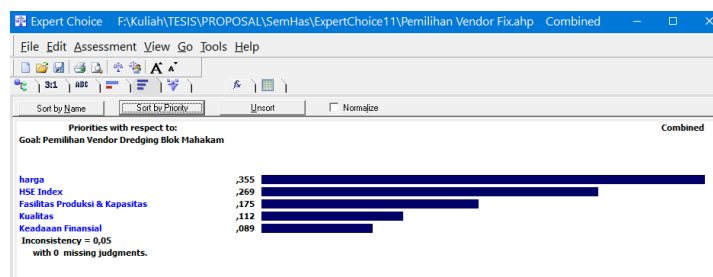 Expert Choice F:\Kuliah\TESIS\PROPOSAL\SemHas\ExpertChoice11\Pemilihan Vendor Fix.ahp Combined
File Edit Assessment View Go Tools Help
A A
3:1 ABC fx
Sort by Name Sort by Priority Unsort Normalize
Priorities with respect to: Combined
Goal: Pemilihan Vendor Dredging Blok Mahakam
harga ,355
HSE Index ,269
Fasilitas Produksi & Kapasitas ,175
Kualitas ,112
Keadaaan Finansial ,089
Inconsistency = 0,05
with 0 missing judgments.